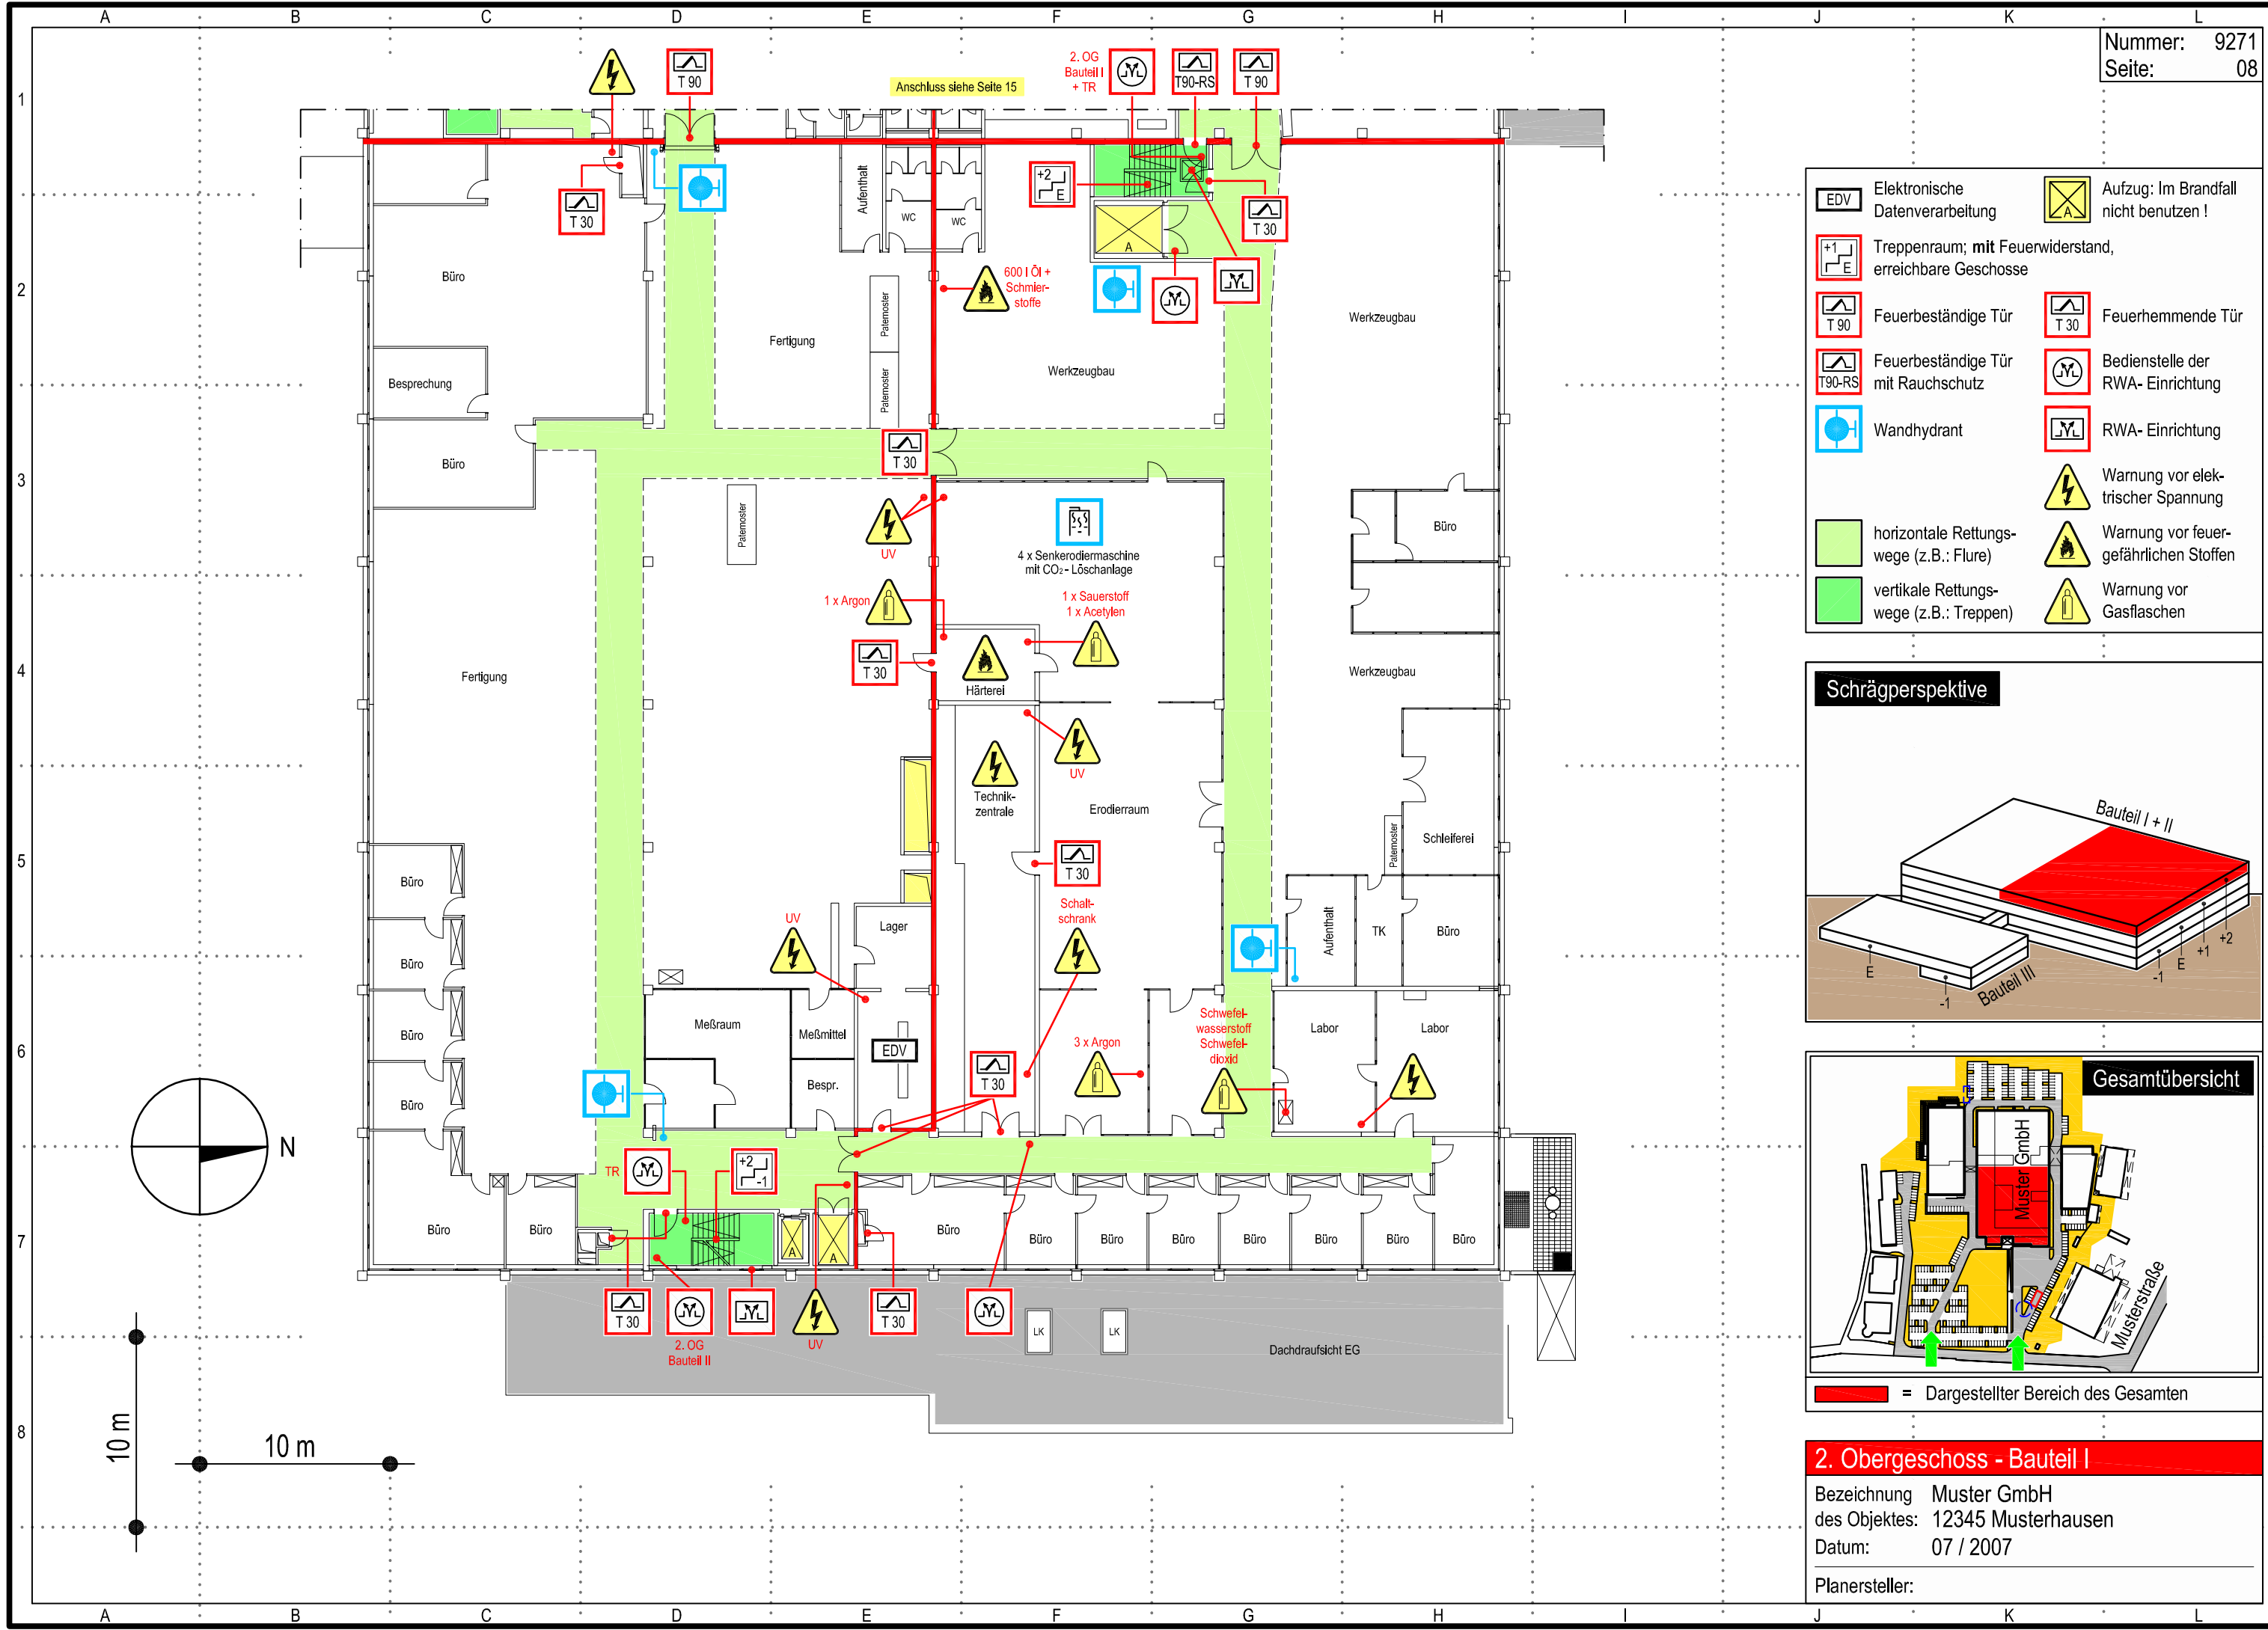 A B C D E F G H I J K L
Nummer: 9271
Seite: 08
1
2
3
4
5
6
7
8
T 90
Anschluss siehe Seite 15
2. OG
Bauteil I
+ TR
T90-RS
T 90
T 30
Aufenthalt
WC
WC
+2
E
A
T 30
Büro
600 l Öl +
Schmier-
stoffe
Paternoster
Fertigung
Werkzeugbau
Besprechung
Paternoster
Werkzeugbau
Büro
T 30
Paternoster
UV
4 x Senkerodiermaschine
mit CO2 - Löschanlage
Büro
1 x Argon
1 x Sauerstoff
1 x Acetylen
T 30
Härterei
Fertigung
Werkzeugbau
UV
Technik-
zentrale
Erodierraum
Paternoster
Schleiferei
T 30
Büro
Schalt-
schrank
UV
Lager
Aufenthalt
TK
Büro
Büro
Meßraum
Meßmittel
Schwefel-
wasserstoff
Schwefel-
dioxid
Labor
Labor
Büro
EDV
3 x Argon
T 30
Bespr.
Büro
N
TR
+2
-1
Büro
Büro
A
A
Büro
Büro
Büro
Büro
Büro
Büro
Büro
Büro
T 30
2. OG
Bauteil II
UV
T 30
LK
LK
Dachdraufsicht EG
10 m
10 m
EDV
Elektronische
Datenverarbeitung
A
Aufzug: Im Brandfall
nicht benutzen !
+1
E
Treppenraum; mit Feuerwiderstand,
erreichbare Geschosse
T 90
Feuerbeständige Tür
T 30
Feuerhemmende Tür
T90-RS
Feuerbeständige Tür
mit Rauchschutz
Bedienstelle der
RWA- Einrichtung
Wandhydrant
RWA- Einrichtung
Warnung vor elek-
trischer Spannung
horizontale Rettungs-
wege (z.B.: Flure)
Warnung vor feuer-
gefährlichen Stoffen
vertikale Rettungs-
wege (z.B.: Treppen)
Warnung vor
Gasflaschen
Schrägperspektive
Bauteil I + II
E
-1
Bauteil III
-1
E
+1
+2
Gesamtübersicht
Muster GmbH
Musterstraße
= Dargestellter Bereich des Gesamten
2. Obergeschoss - Bauteil I
Bezeichnung Muster GmbH
des Objektes: 12345 Musterhausen
Datum: 07 / 2007
Planersteller:
A B C D E F G H I J K L